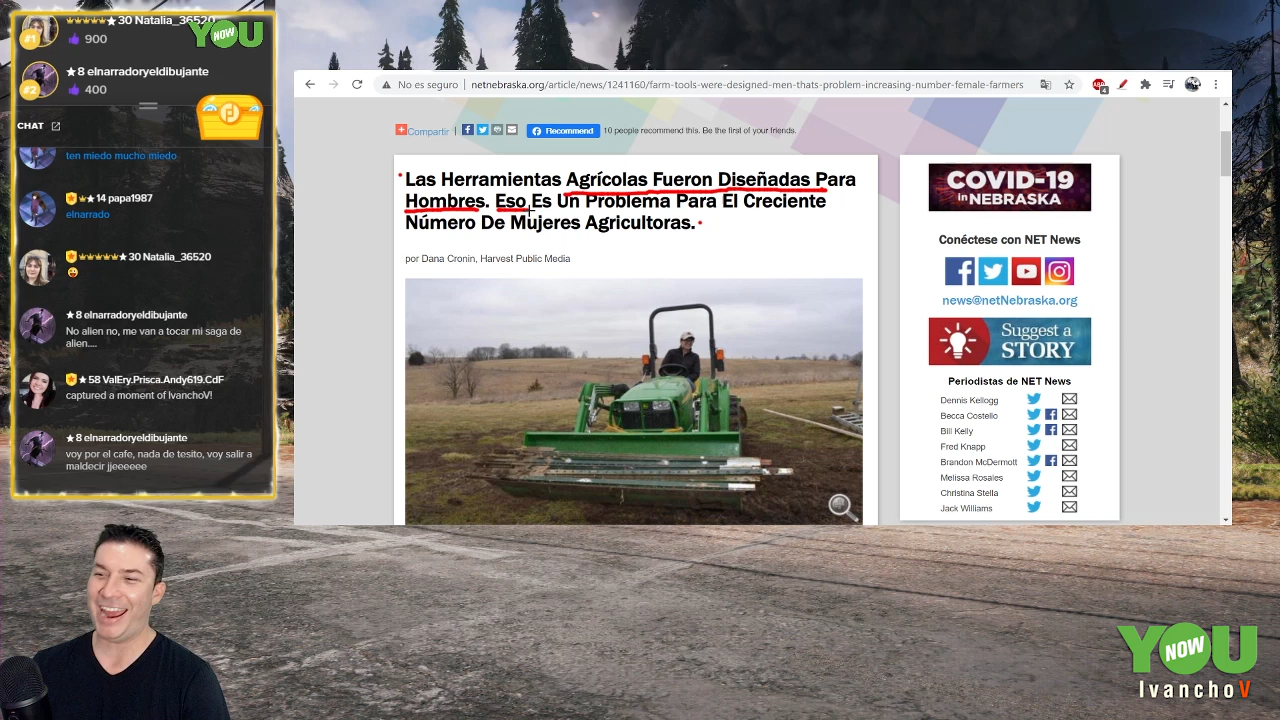 ★★★★★★30 Natalia_36520
YOU NOW
#1
900
★8 elnarradoryeldibujante
#2
400
CHAT
ten miedo mucho miedo
★★14 papa1987
elnarrado
★★★★★★30 Natalia_36520
★8 elnarradoryeldibujante
No alien no, me van a tocar mi saga de
alien....
★58 ValEry.Prisca.Andy619.CdF
captured a moment of IvanchoV!
★8 elnarradoryeldibujante
voy por el cafe, nada de tesito, voy salir a
maldecir jjeeeeee
No es seguro | netnebraska.org/article/news/1241160/farm-tools-were-designed-men-thats-problem-increasing-number-female-farmers
Compartir | Recommend 10 people recommend this. Be the first of your friends.
Las Herramientas Agrícolas Fueron Diseñadas Para
Hombres. Eso Es Un Problema Para El Creciente
Número De Mujeres Agricultoras.
por Dana Cronin, Harvest Public Media
COVID-19
in NEBRASKA
Conéctese con NET News
news@netNebraska.org
Suggest a
STORY
Periodistas de NET News
Dennis Kellogg
Becca Costello
Bill Kelly
Fred Knapp
Brandon McDermott
Melissa Rosales
Christina Stella
Jack Williams
YOU NOW
IvanchoV